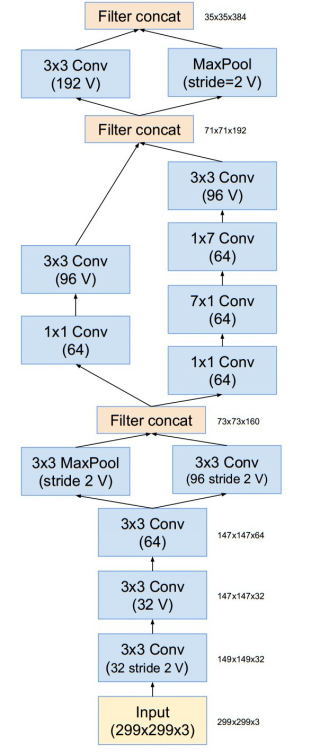 Filter concat
35x35x384
3x3 Conv
(192 V)
MaxPool
(stride=2 V)
Filter concat
71x71x192
3x3 Conv
(96 V)
1x7 Conv
(64)
3x3 Conv
(96 V)
7x1 Conv
(64)
1x1 Conv
(64)
1x1 Conv
(64)
Filter concat
73x73x160
3x3 MaxPool
(stride 2 V)
3x3 Conv
(96 stride 2 V)
3x3 Conv
(64)
147x147x64
3x3 Conv
(32 V)
147x147x32
3x3 Conv
(32 stride 2 V)
149x149x32
Input
(299x299x3)
299x299x3